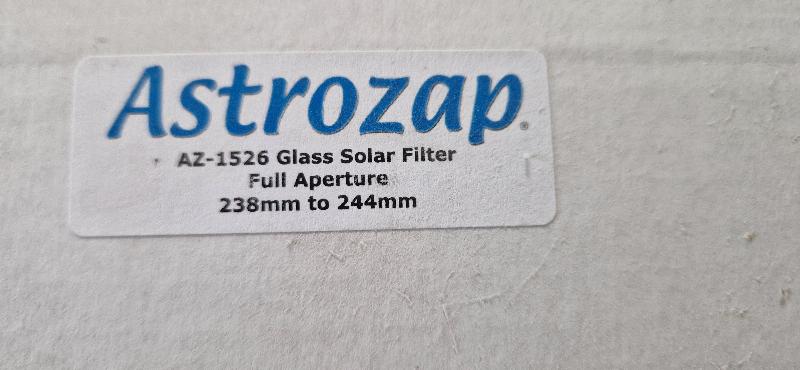 Astrozap®
AZ-1526 Glass Solar Filter
Full Aperture
238mm to 244mm